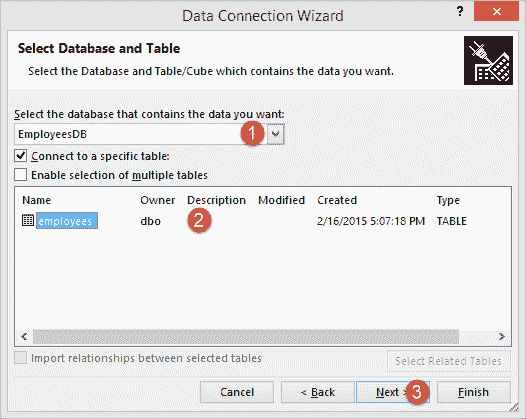 Data Connection Wizard
? ×
Select Database and Table
Select the Database and Table/Cube which contains the data you want.
Select the database that contains the data you want:
EmployeesDB 1
Connect to a specific table:
Enable selection of multiple tables
Name Owner Description Modified Created Type
employees dbo 2 2/16/2015 5:07:18 PM TABLE
Import relationships between selected tables Select Related Tables
Cancel < Back Next > 3 Finish